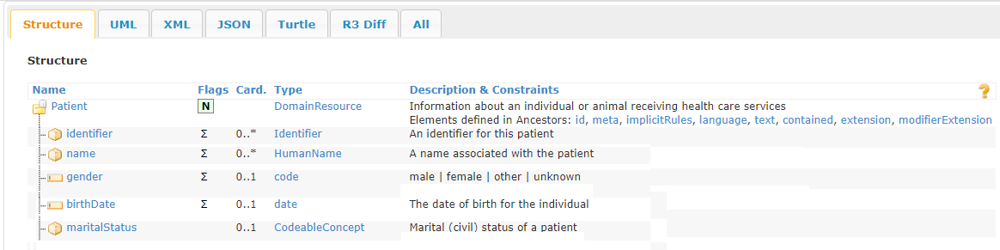 Structure UML XML JSON Turtle R3 Diff All
Structure
Name Flags Card. Type Description & Constraints ?
Patient N DomainResource Information about an individual or animal receiving health care services
Elements defined in Ancestors: id, meta, implicitRules, language, text, contained, extension, modifierExtension
identifier Σ 0..* Identifier An identifier for this patient
name Σ 0..* HumanName A name associated with the patient
gender Σ 0..1 code male | female | other | unknown
birthDate Σ 0..1 date The date of birth for the individual
maritalStatus 0..1 CodeableConcept Marital (civil) status of a patient